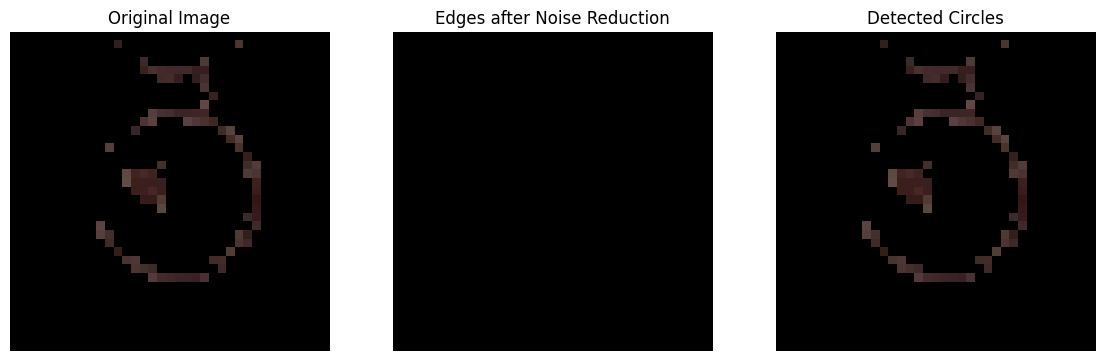 Original Image
Edges after Noise Reduction
Detected Circles